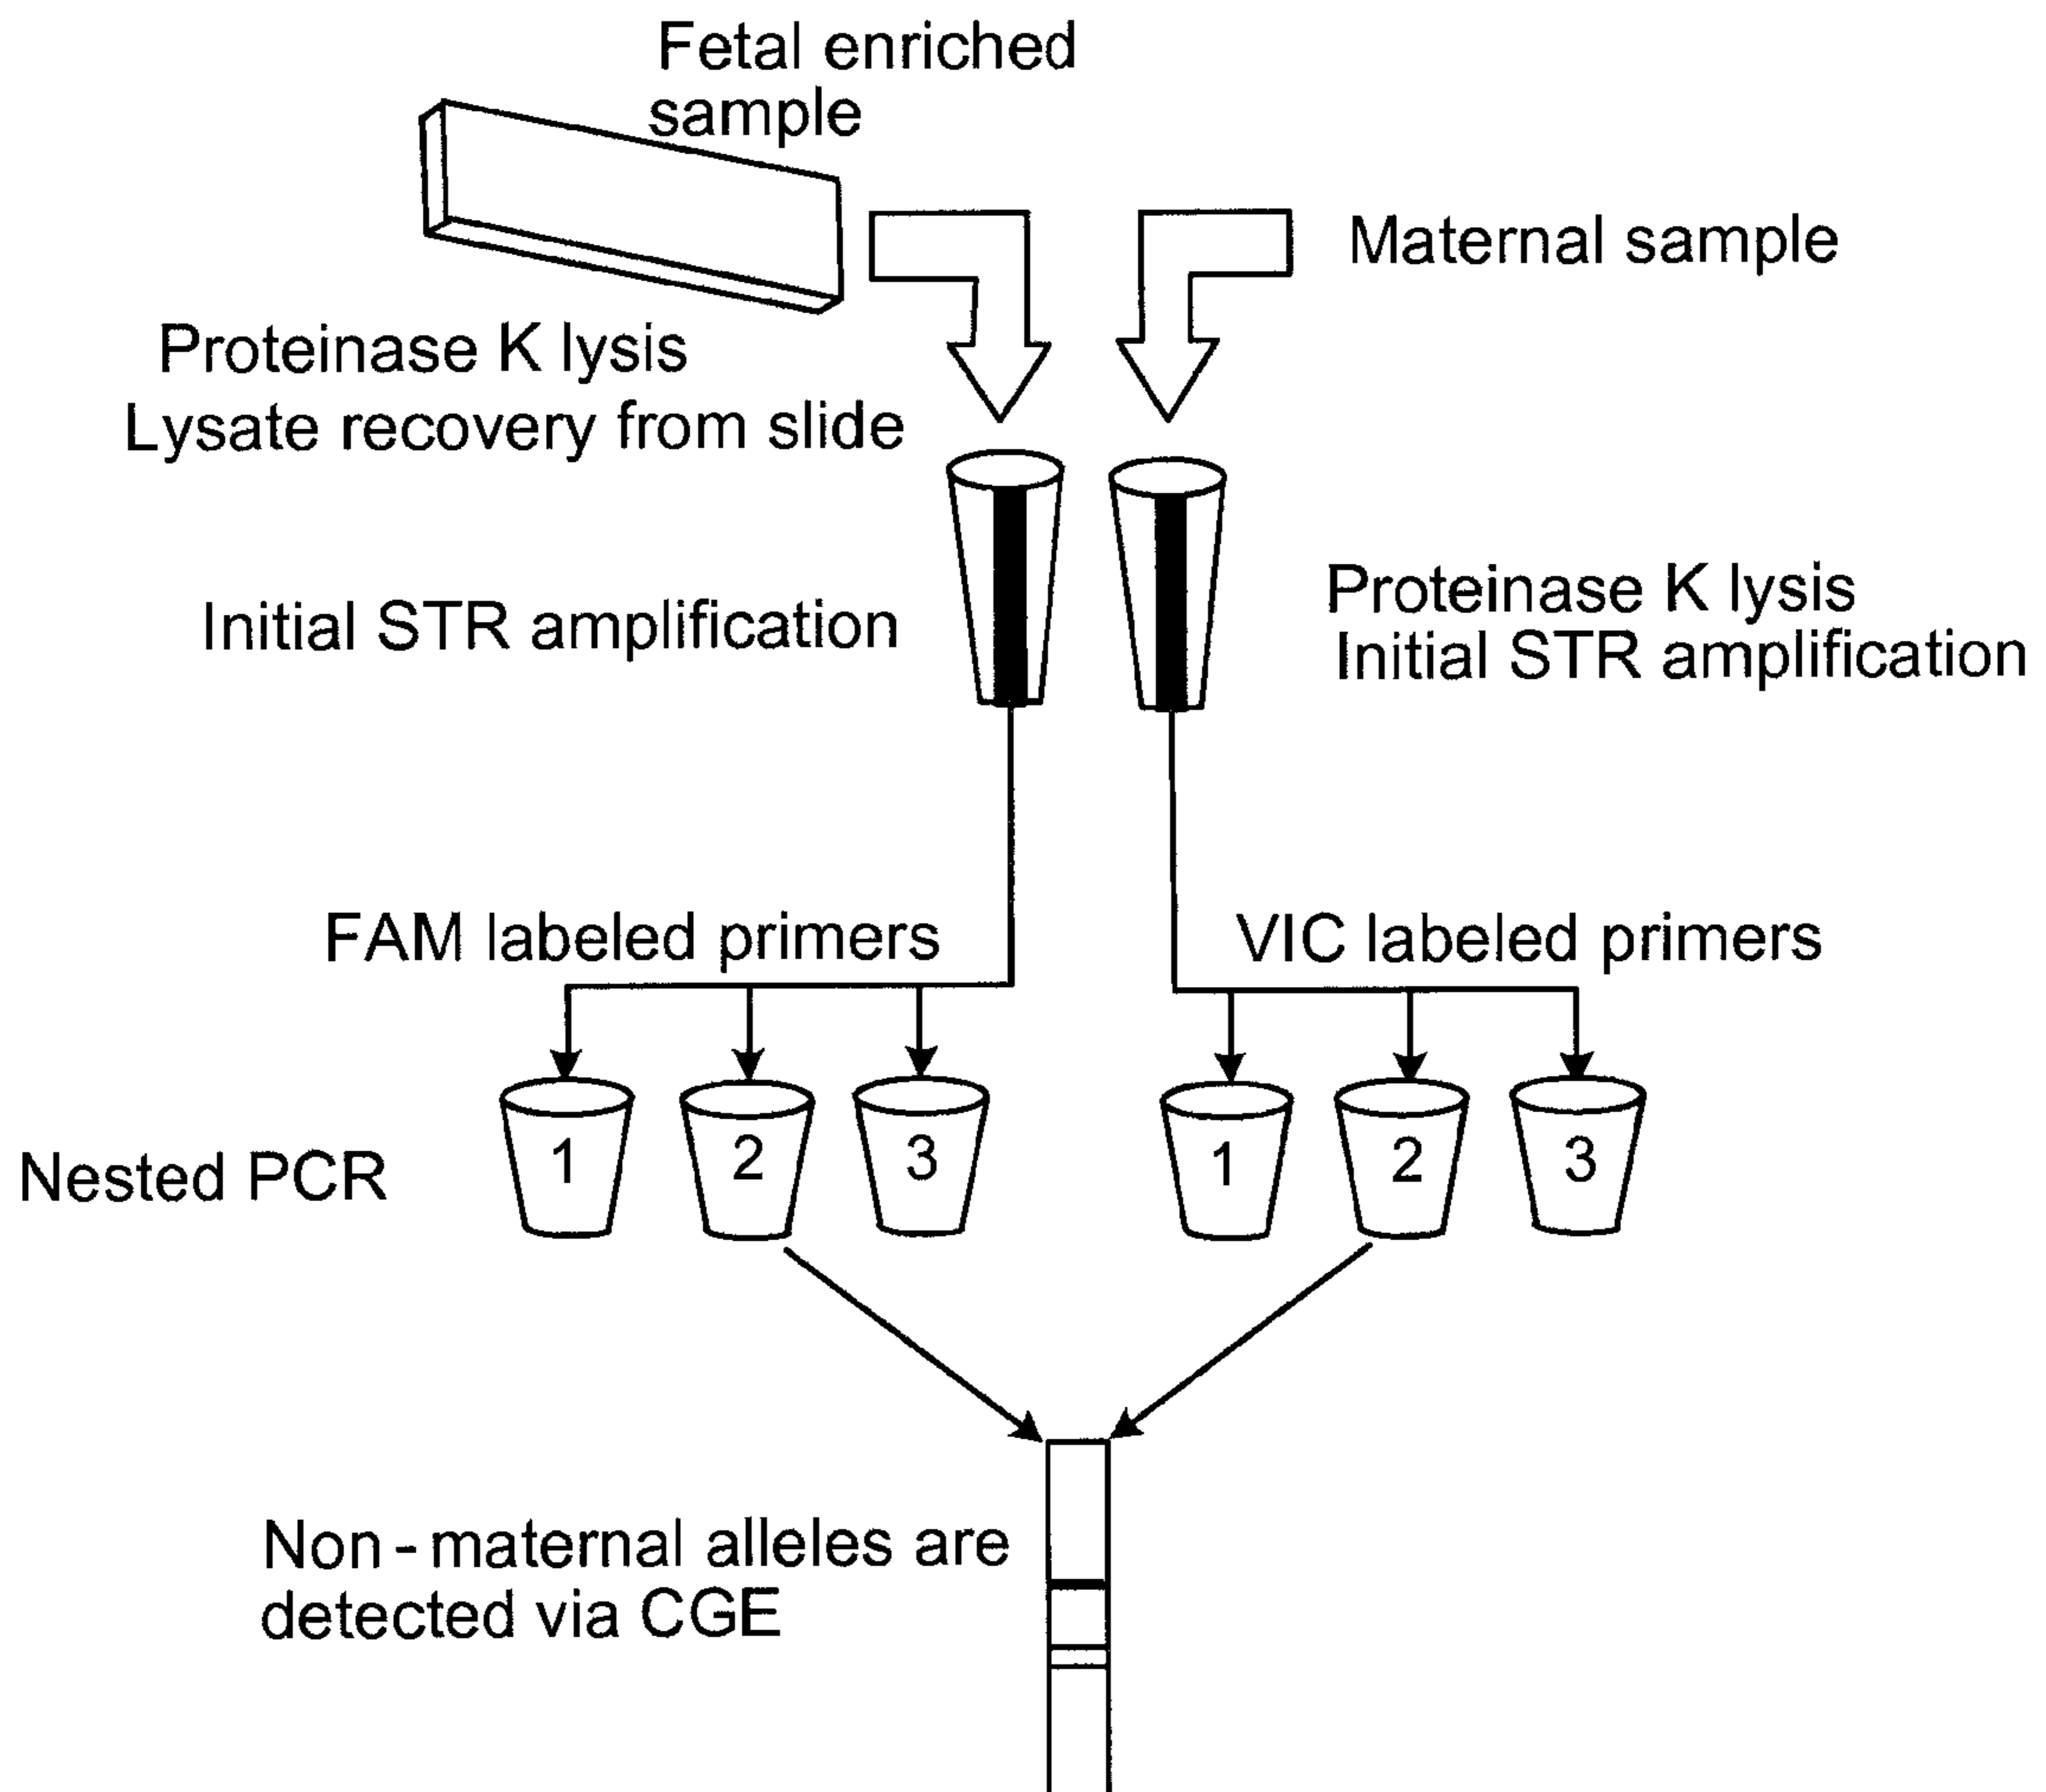 Fetal enriched
sample
Maternal sample
Proteinase K lysis
Lysate recovery from slide
Initial STR amplification
Proteinase K lysis
Initial STR amplification
FAM labeled primers
VIC labeled primers
Nested PCR
1
2
3
1
2
3
Non-maternal alleles are
detected via CGE